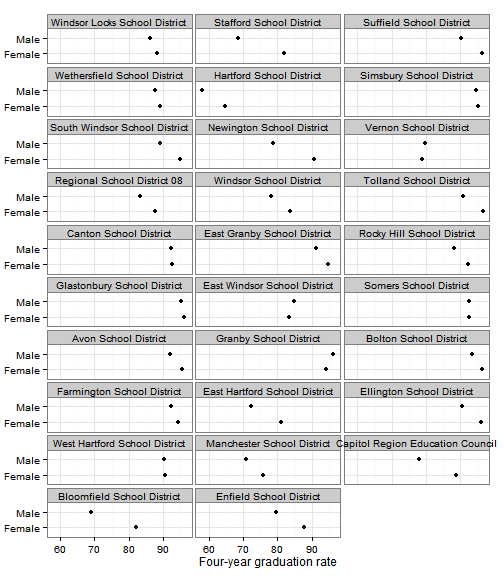 Windsor Locks School District Stafford School District Suffield School District
Male
Female
Wethersfield School District Hartford School District Simsbury School District
Male
Female
South Windsor School District Newington School District Vernon School District
Male
Female
Regional School District 08 Windsor School District Tolland School District
Male
Female
Canton School District East Granby School District Rocky Hill School District
Male
Female
Glastonbury School District East Windsor School District Somers School District
Male
Female
Avon School District Granby School District Bolton School District
Male
Female
Farmington School District East Hartford School District Ellington School District
Male
Female
West Hartford School District Manchester School District Capitol Region Education Council
Male
Female
Bloomfield School District Enfield School District
Male
Female
60 70 80 90 60 70 80 90
Four-year graduation rate